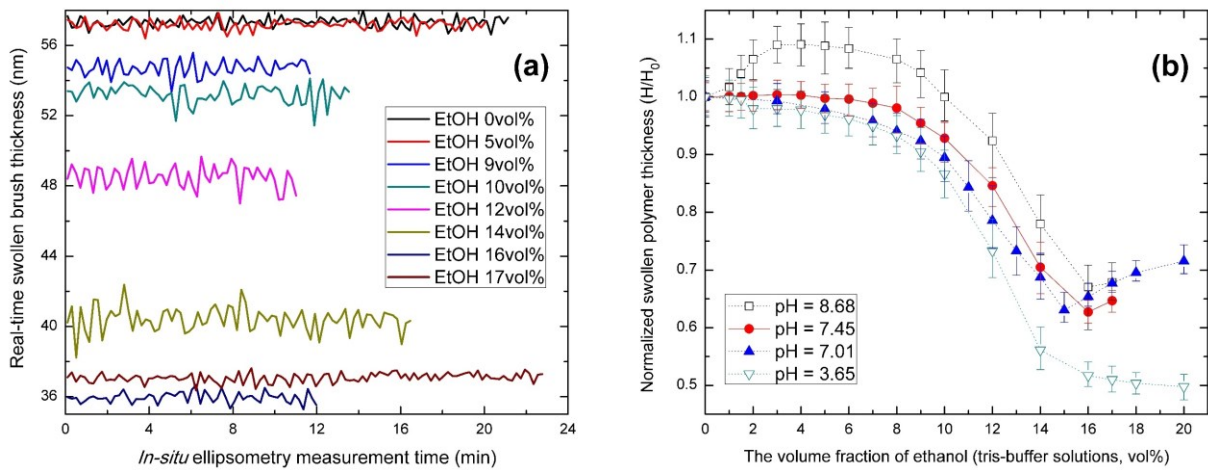 (a)
Real-time swollen brush thickness (nm)
56
52
48
44
40
36
EtOH 0vol%
EtOH 5vol%
EtOH 9vol%
EtOH 10vol%
EtOH 12vol%
EtOH 14vol%
EtOH 16vol%
EtOH 17vol%
0 4 8 12 16 20 24 28
In-situ ellipsometry measurement time (min)
(b)
Normalized swollen polymer thickness (H/H0)
1.1
1.0
0.9
0.8
0.7
0.6
0.5
pH = 8.68
pH = 7.45
pH = 7.01
pH = 3.65
0 2 4 6 8 10 12 14 16 18 20
The volume fraction of ethanol (tris-buffer solutions, vol%)